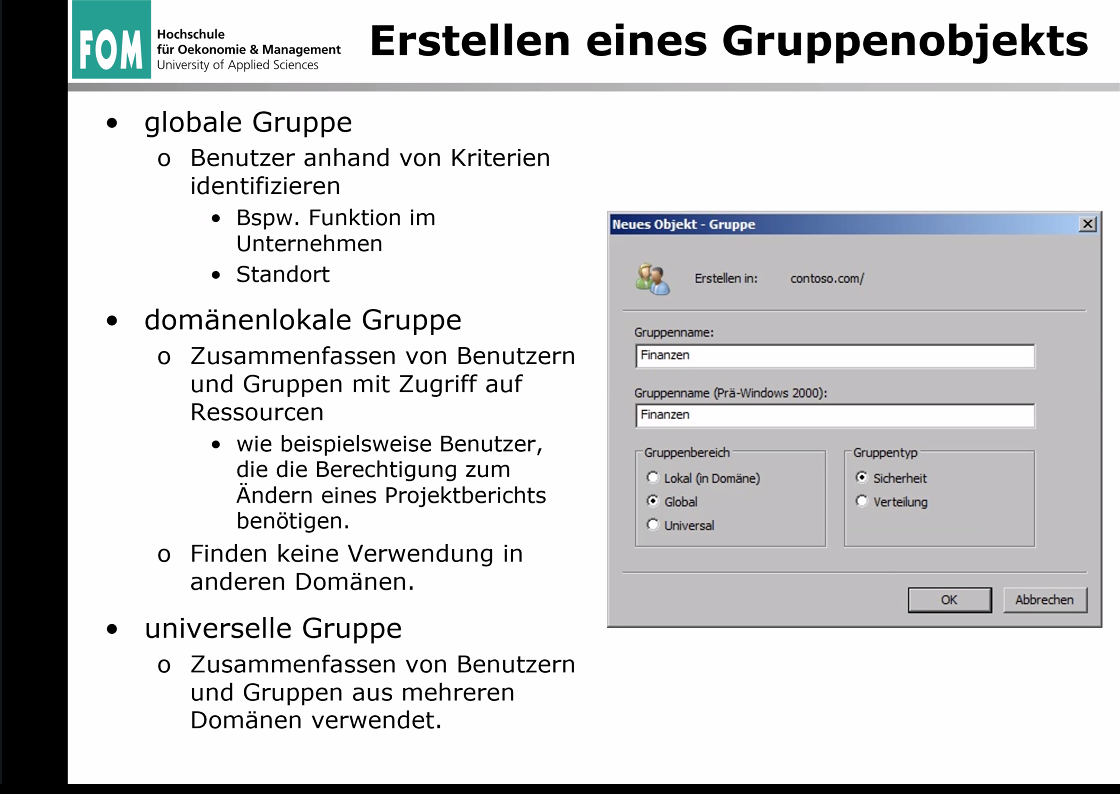 FOM
Hochschule
für Oekonomie & Management
University of Applied Sciences
Erstellen eines Gruppenobjekts
• globale Gruppe
o Benutzer anhand von Kriterien
identifizieren
• Bspw. Funktion im
Unternehmen
• Standort
• domänenlokale Gruppe
o Zusammenfassen von Benutzern
und Gruppen mit Zugriff auf
Ressourcen
• wie beispielsweise Benutzer,
die die Berechtigung zum
Ändern eines Projektberichts
benötigen.
o Finden keine Verwendung in
anderen Domänen.
• universelle Gruppe
o Zusammenfassen von Benutzern
und Gruppen aus mehreren
Domänen verwendet.
Neues Objekt - Gruppe
Erstellen in: contoso.com/
Gruppenname:
Finanzen
Gruppenname (Prä-Windows 2000):
Finanzen
Gruppenbereich
Lokal (in Domäne)
Global
Universal
Gruppentyp
Sicherheit
Verteilung
OK
Abbrechen